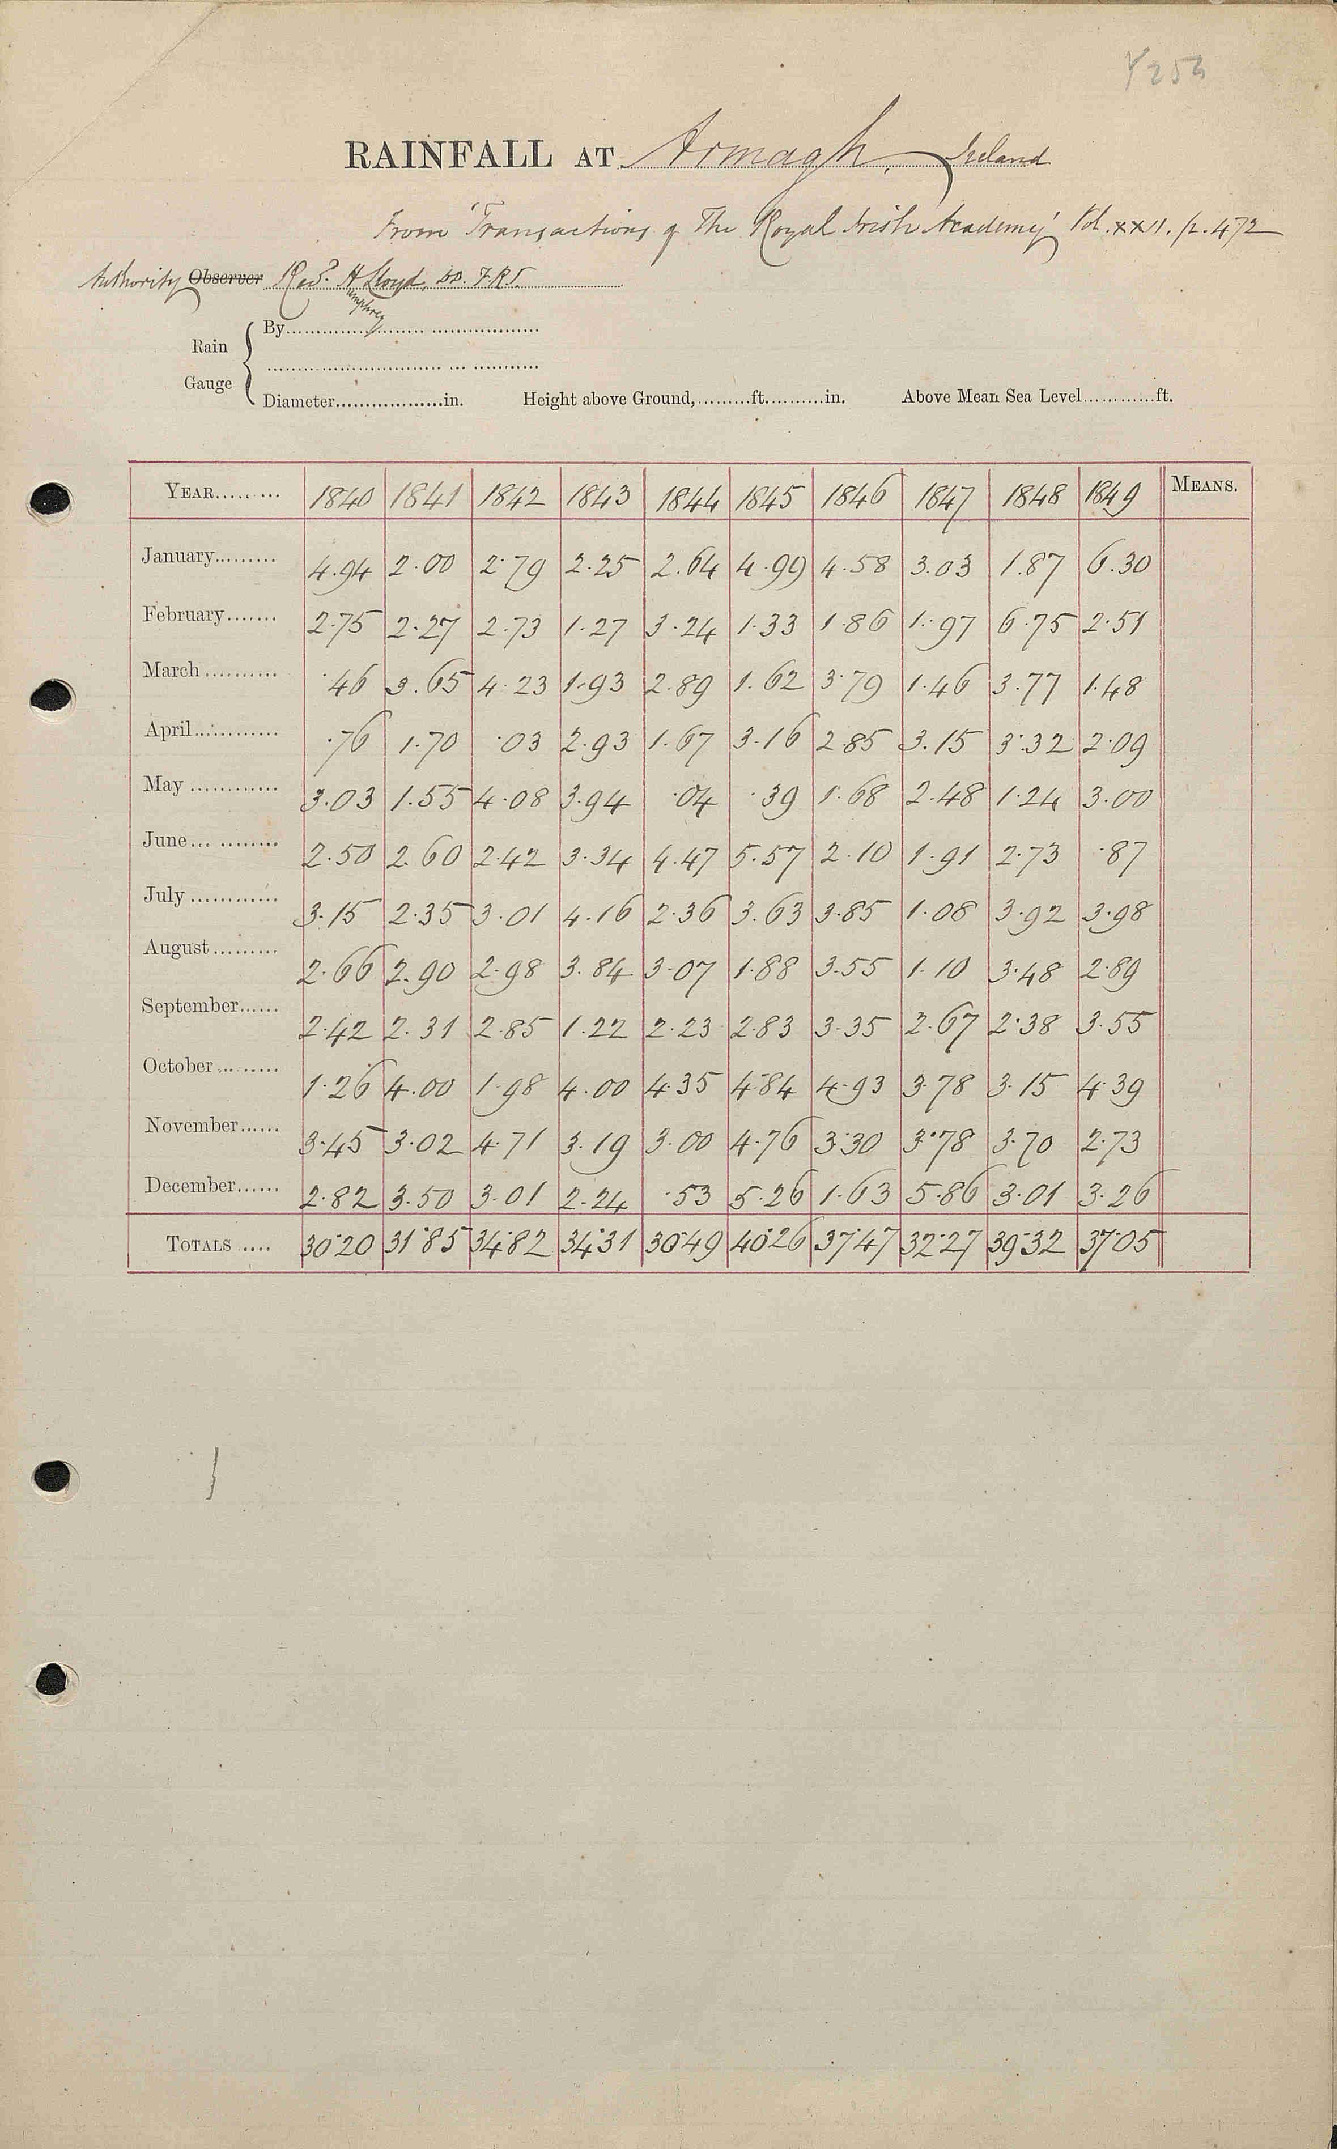 Y253
RAINFALL AT Armagh, Ireland
From 'Transactions of The Royal Irish Academy' Vol. XXII. p. 472
Authority Observer Revd. H Lloyd, DD. F.R.S.
umphrey
Rain Gauge
By
Diameter..................in. Height above Ground,.........ft..........in. Above Mean Sea Level............ft.
YEAR......... 1840 1841 1842 1843 1844 1845 1846 1847 1848 1849 MEANS.
January......... 4.94 2.00 2.79 2.25 2.64 4.99 4.58 3.03 1.87 6.30
February....... 2.75 2.27 2.73 1.27 3.24 1.33 1.86 1.97 6.75 2.51
March.......... .46 3.65 4.23 1.93 2.89 1.62 3.79 1.46 3.77 1.48
April............ .76 1.70 .03 2.93 1.67 3.16 2.85 3.15 3.32 2.09
May ............ 3.03 1.55 4.08 3.94 .04 .39 1.68 2.48 1.24 3.00
June... ........ 2.50 2.60 2.42 3.34 4.47 5.57 2.10 1.91 2.73 .87
July ............ 3.15 2.35 3.01 4.16 2.36 3.63 3.85 1.08 3.92 3.98
August.......... 2.66 2.90 2.98 3.84 3.07 1.88 3.55 1.10 3.48 2.89
September...... 2.42 2.31 2.85 1.22 2.23 2.83 3.35 2.67 2.38 3.55
October......... 1.26 4.00 1.98 4.00 4.35 4.84 4.93 3.78 3.15 4.39
November...... 3.45 3.02 4.71 3.19 3.00 4.76 3.30 3.78 3.70 2.73
December...... 2.82 3.50 3.01 2.24 .53 5.26 1.63 5.86 3.01 3.26
TOTALS .... 30.20 31.85 34.82 34.31 30.49 40.26 37.47 32.27 39.32 37.05